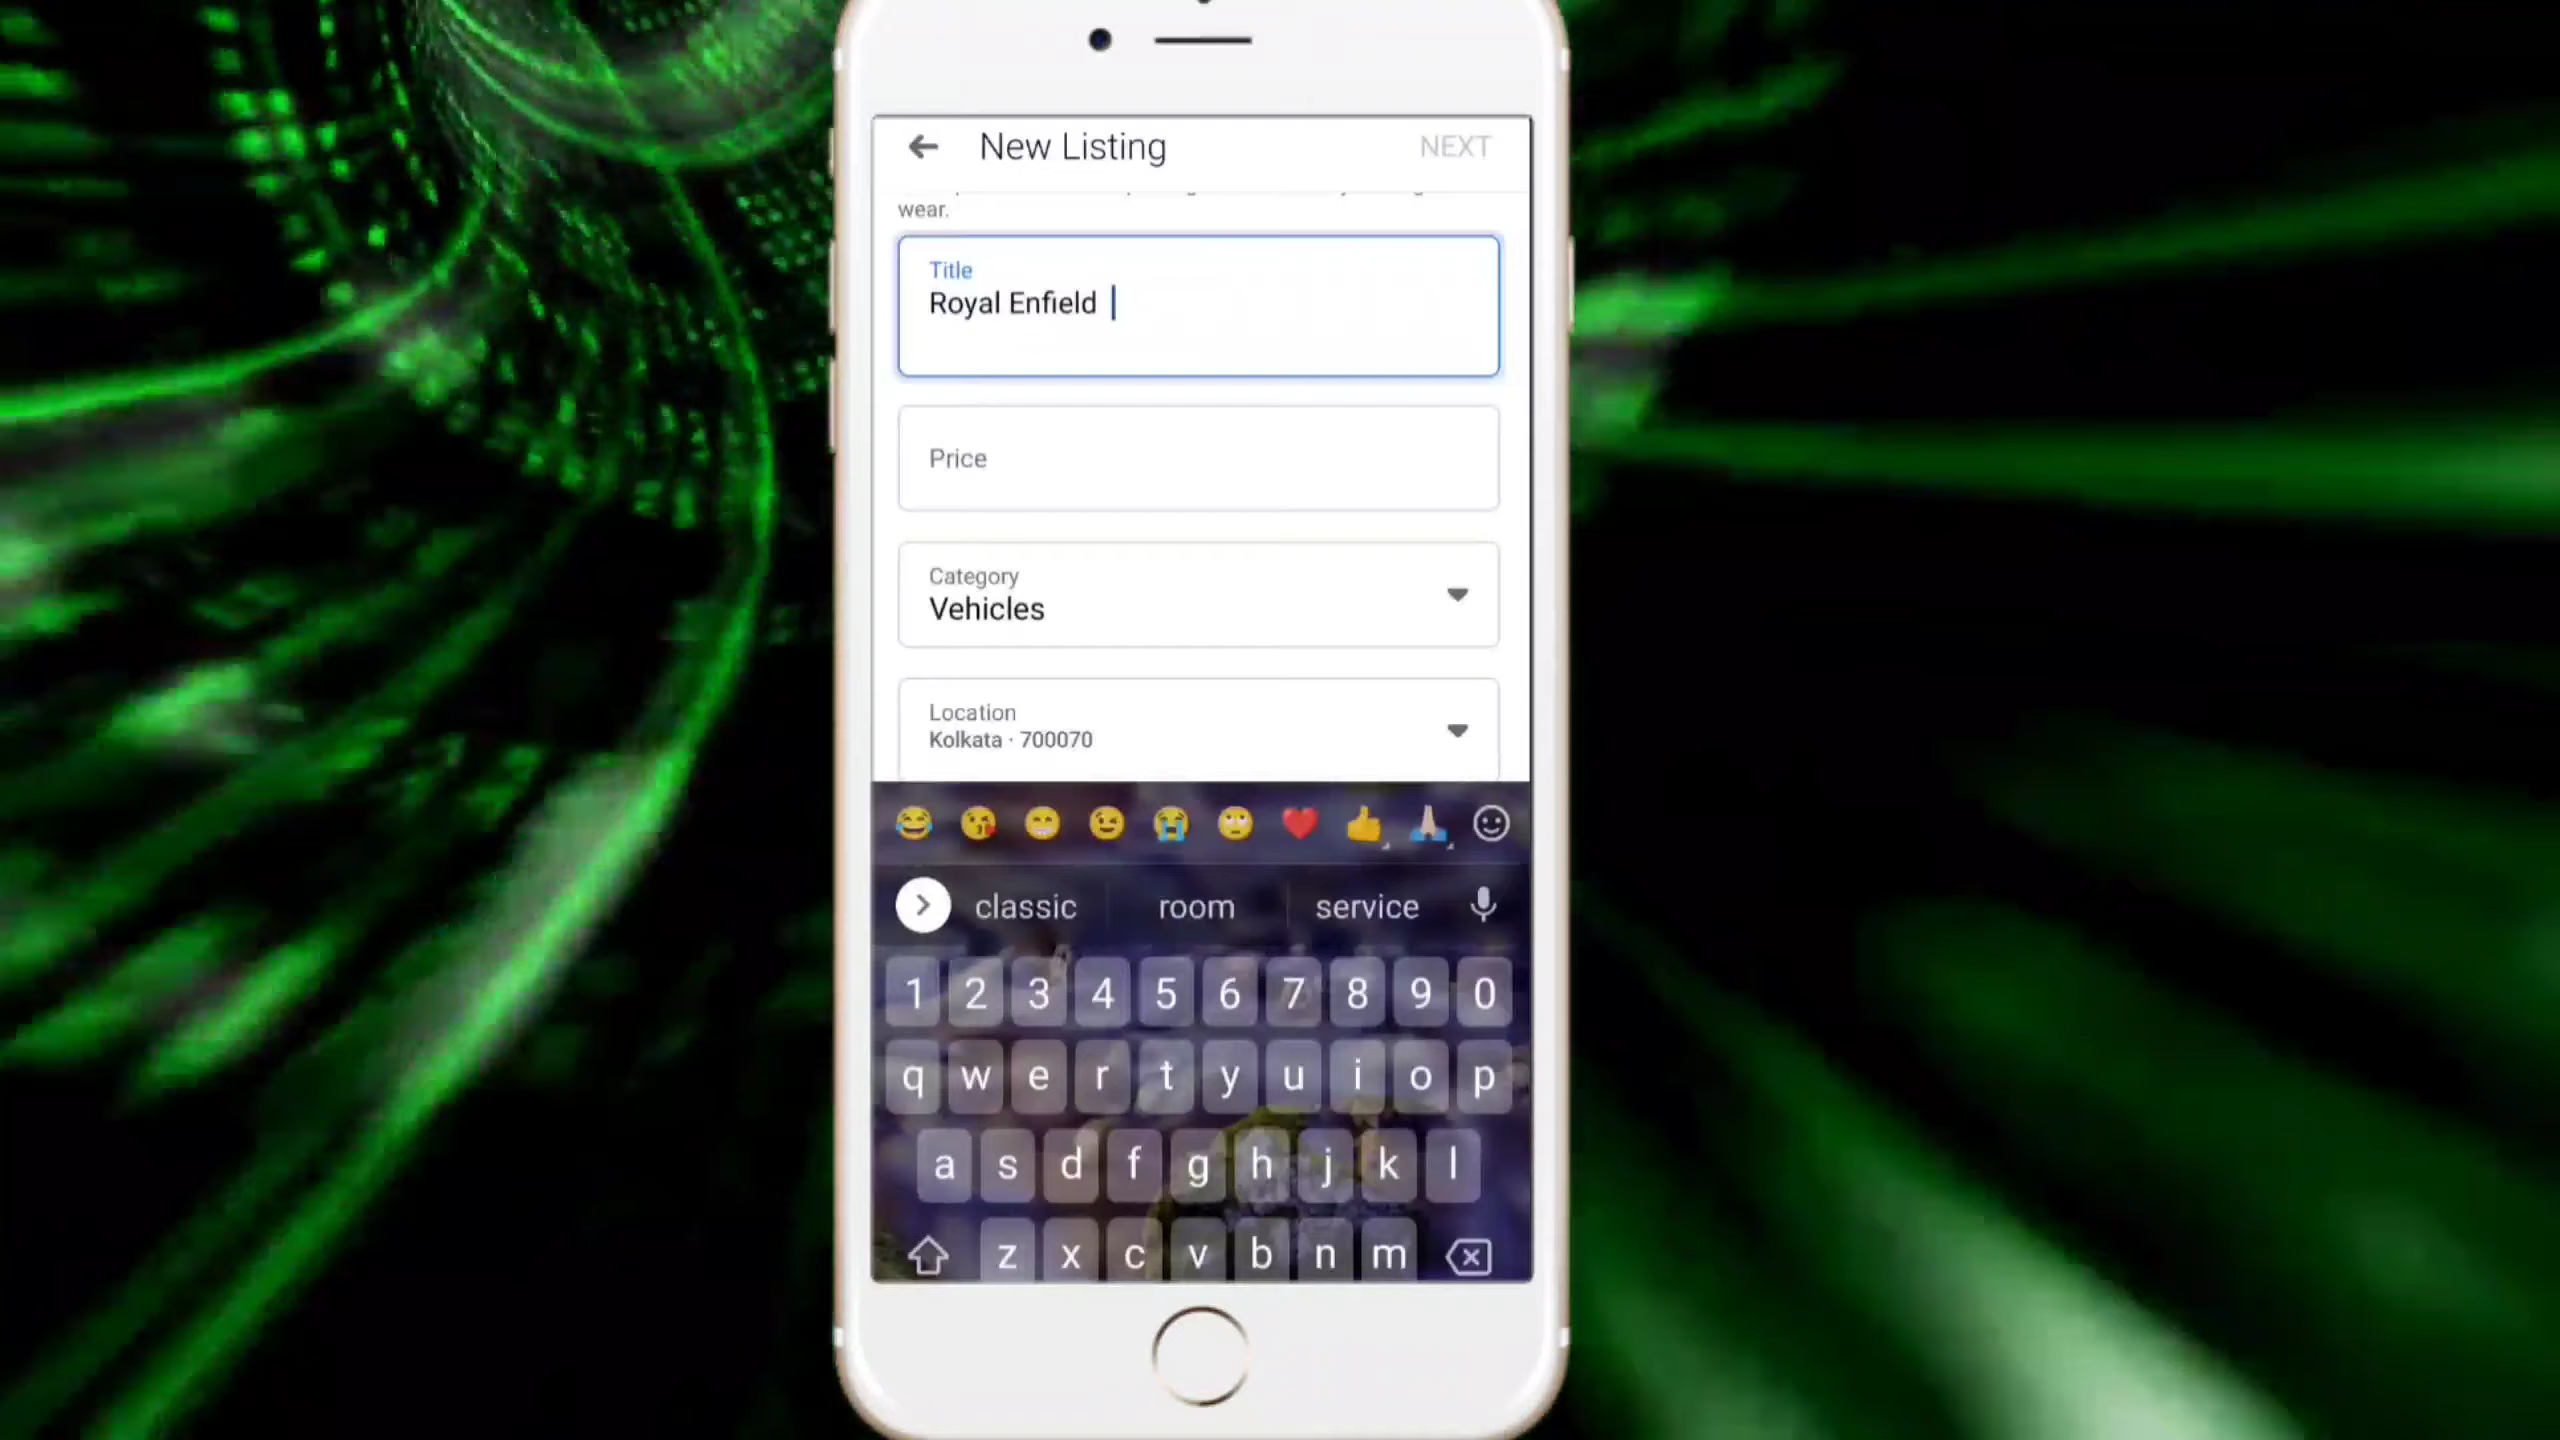 New Listing NEXT
wear.
Title
Royal Enfield
Price
Category
Vehicles
Location
Kolkata · 700070
classic room service
1 2 3 4 5 6 7 8 9 0
q w e r t y u i o p
a s d f g h j k l
z x c v b n m